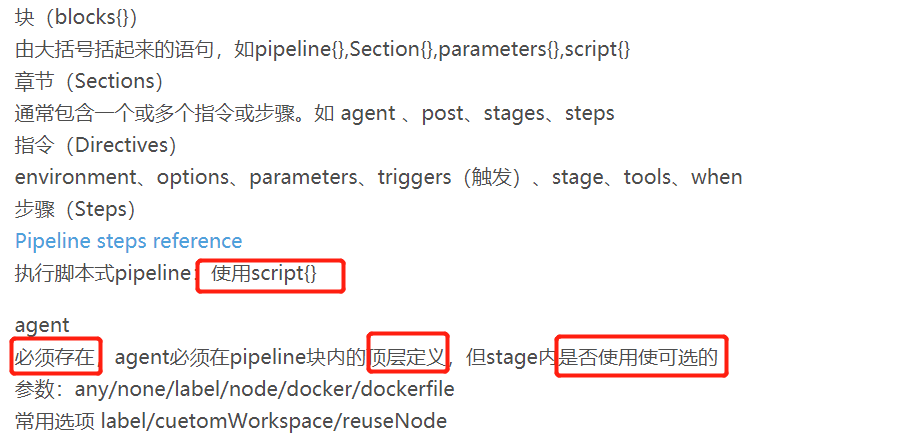 块（blocks{}）
由大括号括起来的语句，如pipeline{},Section{},parameters{},script{}
章节（Sections）
通常包含一个或多个指令或步骤。如 agent 、post、stages、steps
指令（Directives）
environment、options、parameters、triggers（触发）、stage、tools、when
步骤（Steps）
Pipeline steps reference
执行脚本式pipeline：使用script{}
agent
必须存在，agent必须在pipeline块内的顶层定义，但stage内是否使用使可选的
参数：any/none/label/node/docker/dockerfile
常用选项 label/cuetomWorkspace/reuseNode